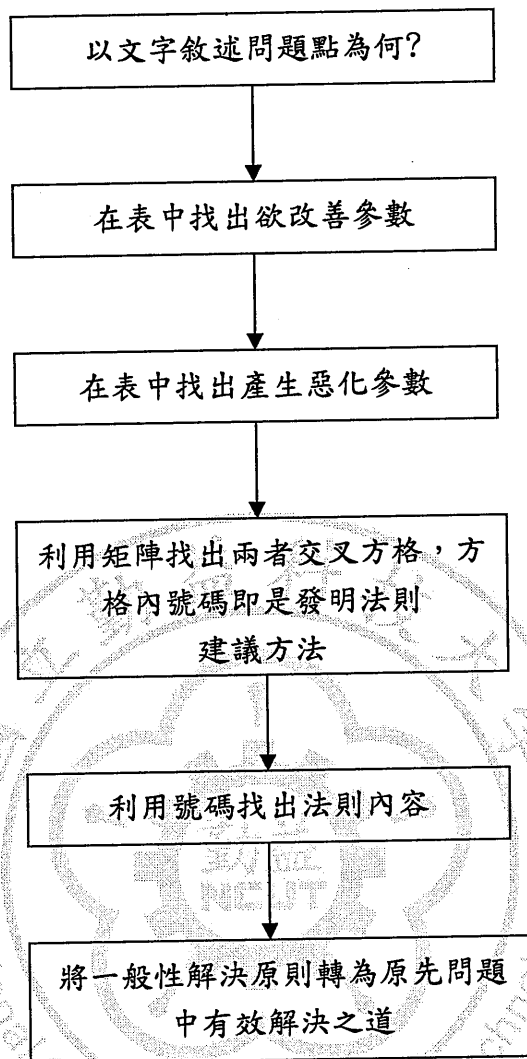 以文字敘述問題點為何?
在表中找出欲改善參數
在表中找出產生惡化參數
利用矩陣找出兩者交叉方格，方
格內號碼即是發明法則
建議方法
利用號碼找出法則內容
將一般性解決原則轉為原先問題
中有效解決之道
勤益
NCUT